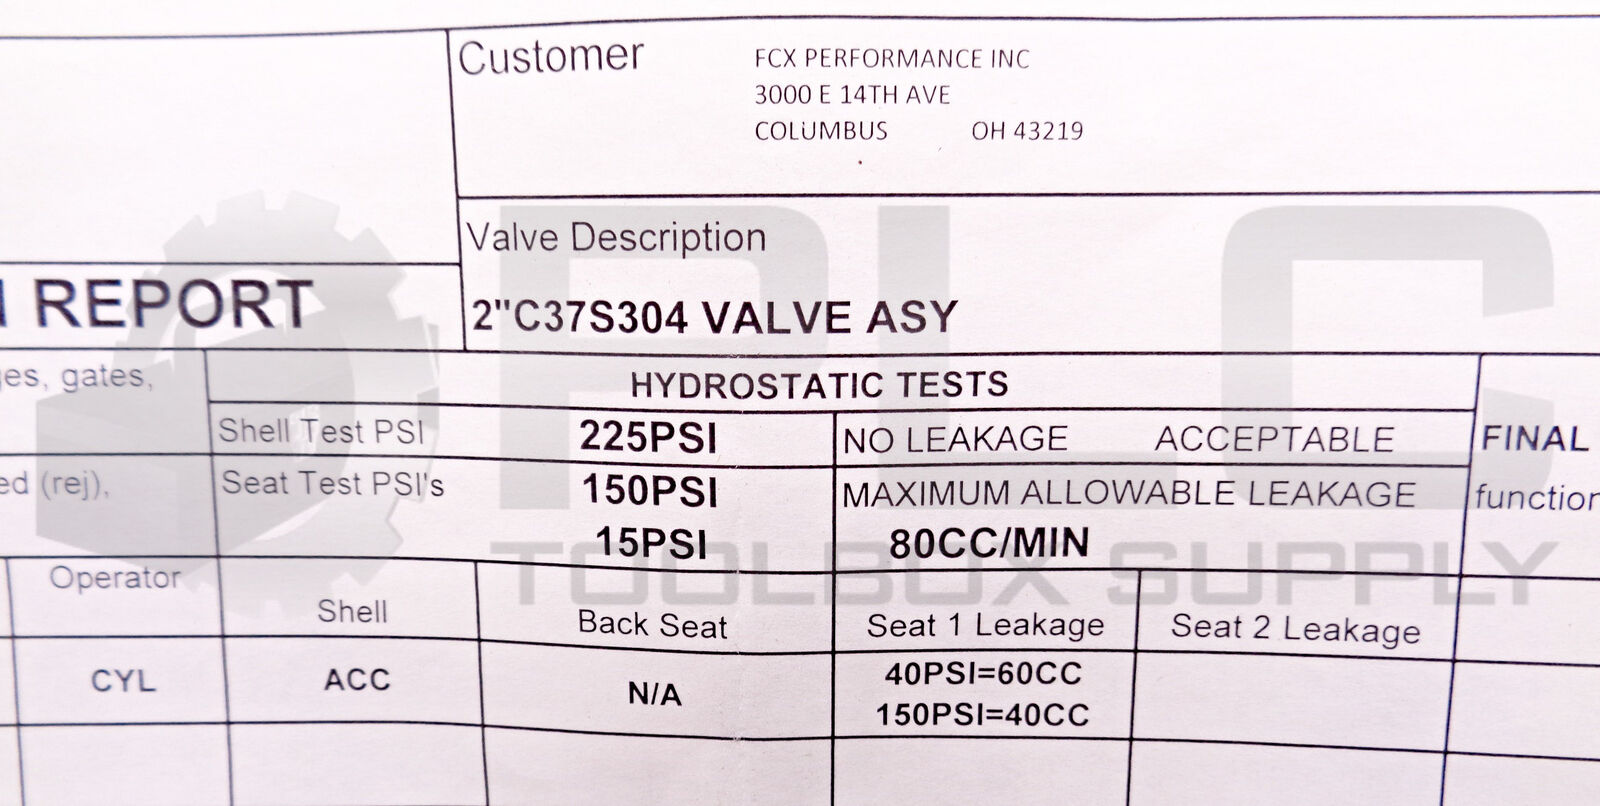 Customer
FCX PERFORMANCE INC
3000 E 14TH AVE
COLUMBUS OH 43219
Valve Description
2"C37S304 VALVE ASY
REPORT
HYDROSTATIC TESTS
es, gates,
Shell Test PSI 225PSI NO LEAKAGE ACCEPTABLE FINAL
ed (rej),
Seat Test PSI's 150PSI MAXIMUM ALLOWABLE LEAKAGE function
15PSI 80CC/MIN
Operator Shell Back Seat Seat 1 Leakage Seat 2 Leakage
CYL ACC N/A 40PSI=60CC
150PSI=40CC
PLC
TOOLBOX SUPPLY